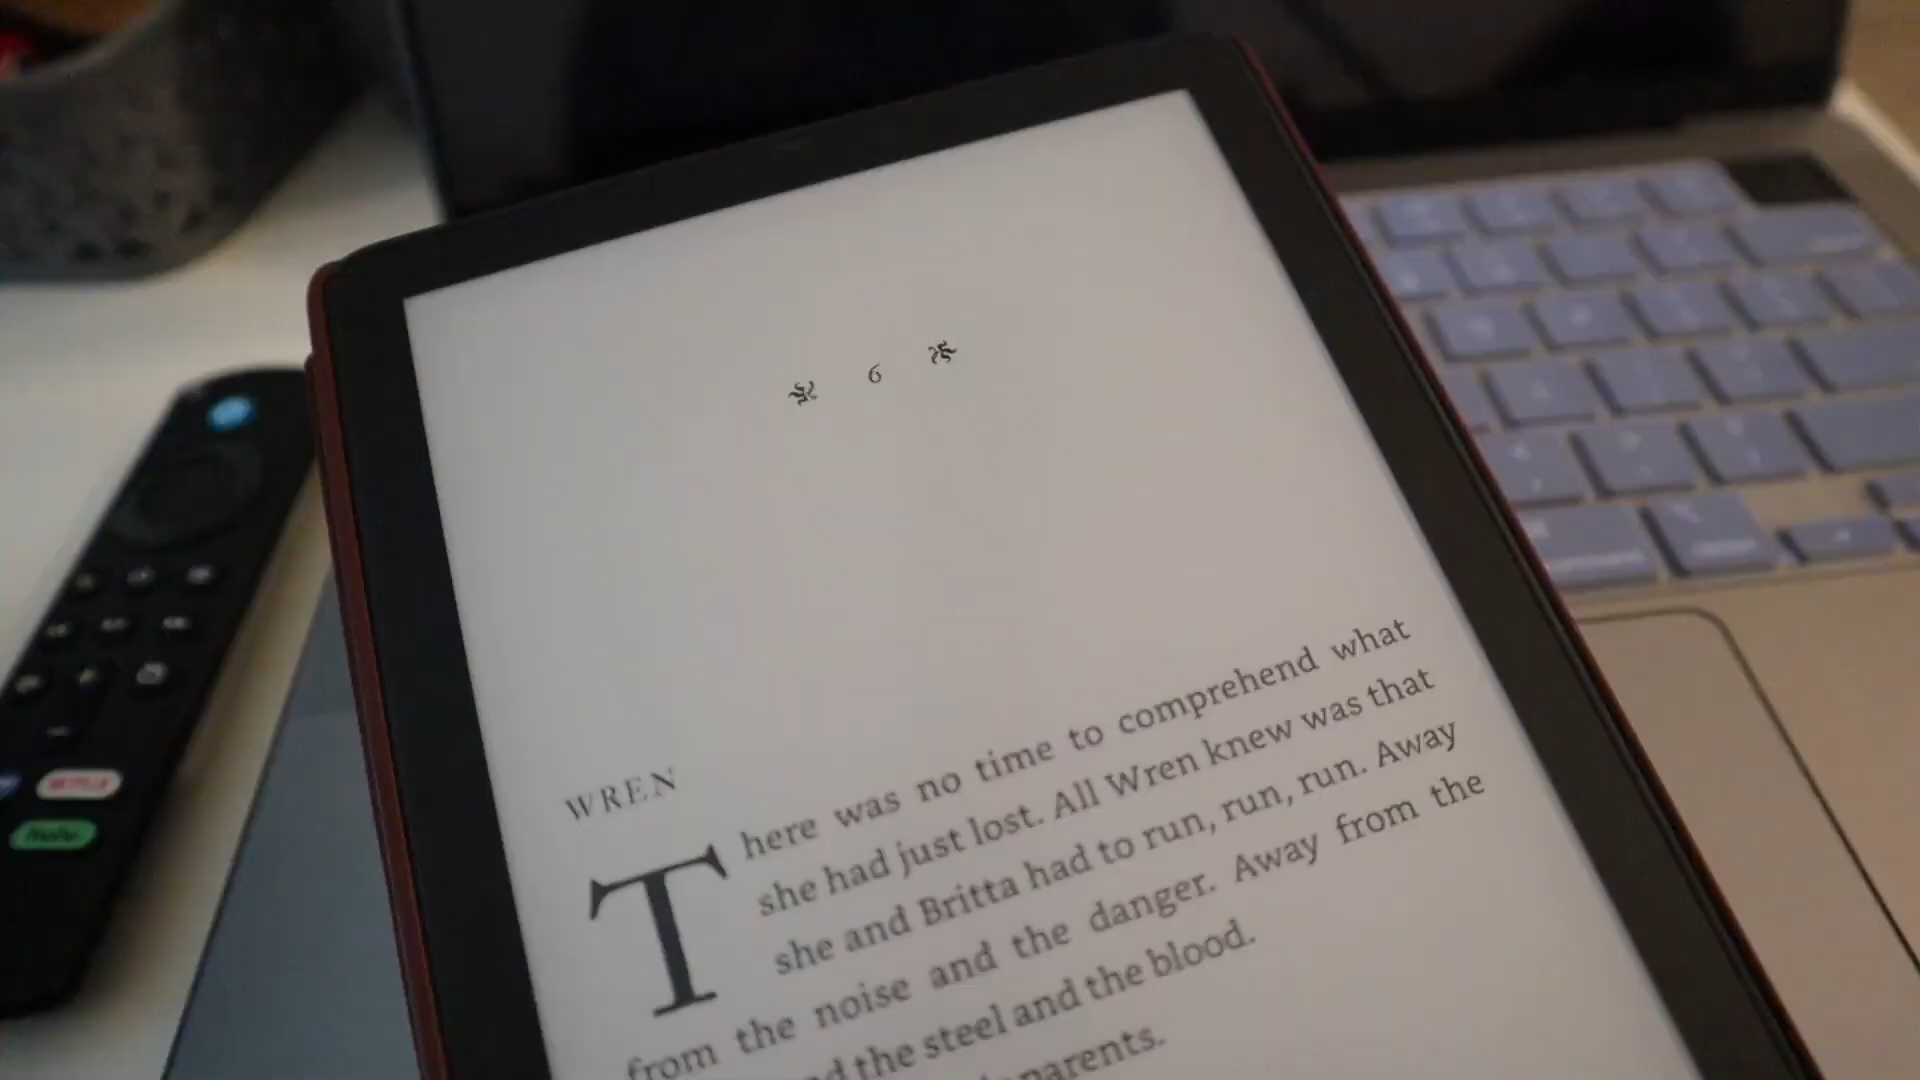 6
WREN
There was no time to comprehend what
she had just lost. All Wren knew was that
she and Britta had to run, run, run. Away
from the noise and the danger. Away from the
the steel and the blood.
parents.
NETFLIX
hulu